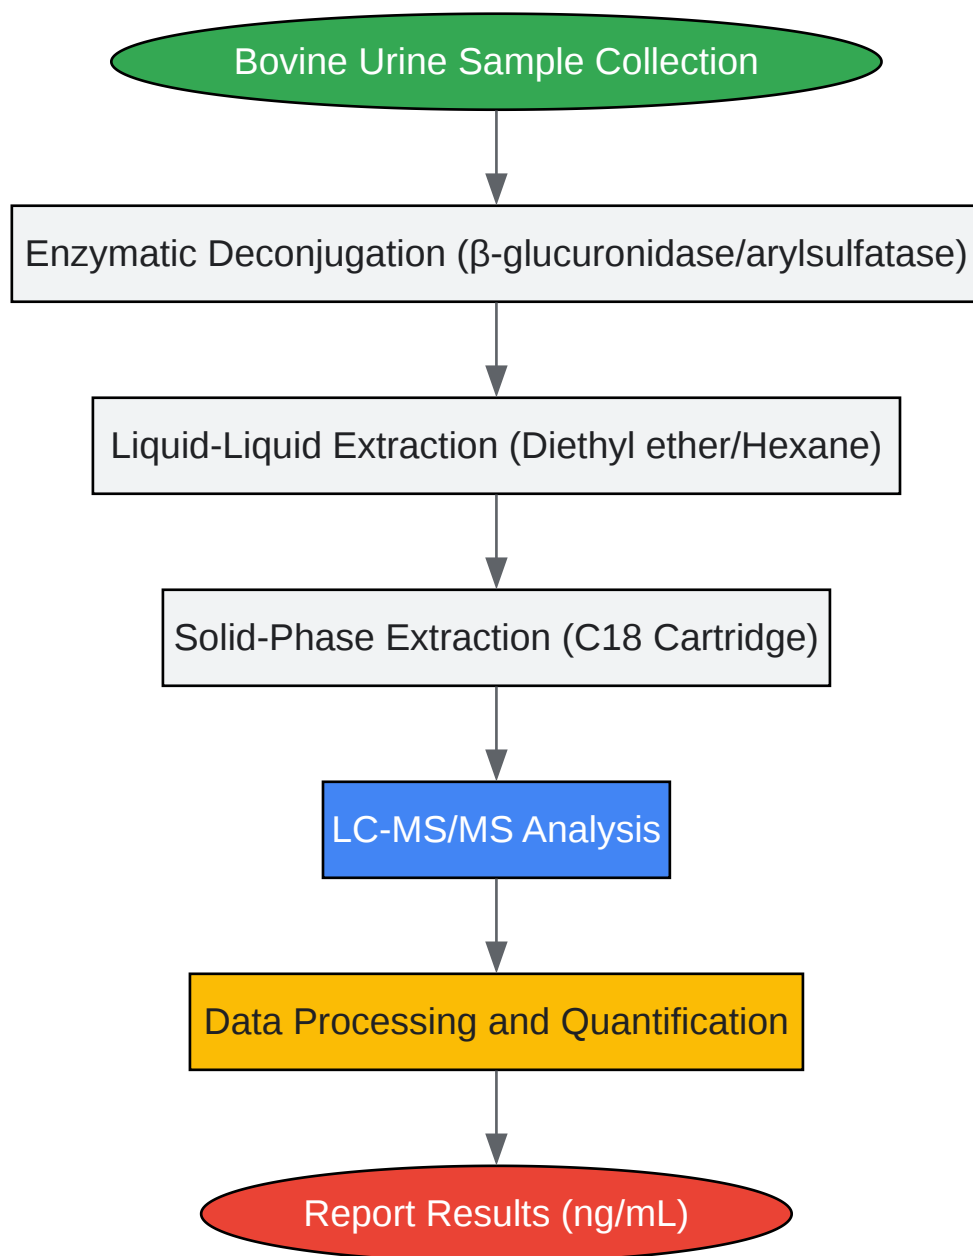 Bovine Urine Sample Collection
Enzymatic Deconjugation (β-glucuronidase/arylsulfatase)
Liquid-Liquid Extraction (Diethyl ether/Hexane)
Solid-Phase Extraction (C18 Cartridge)
LC-MS/MS Analysis
Data Processing and Quantification
Report Results (ng/mL)